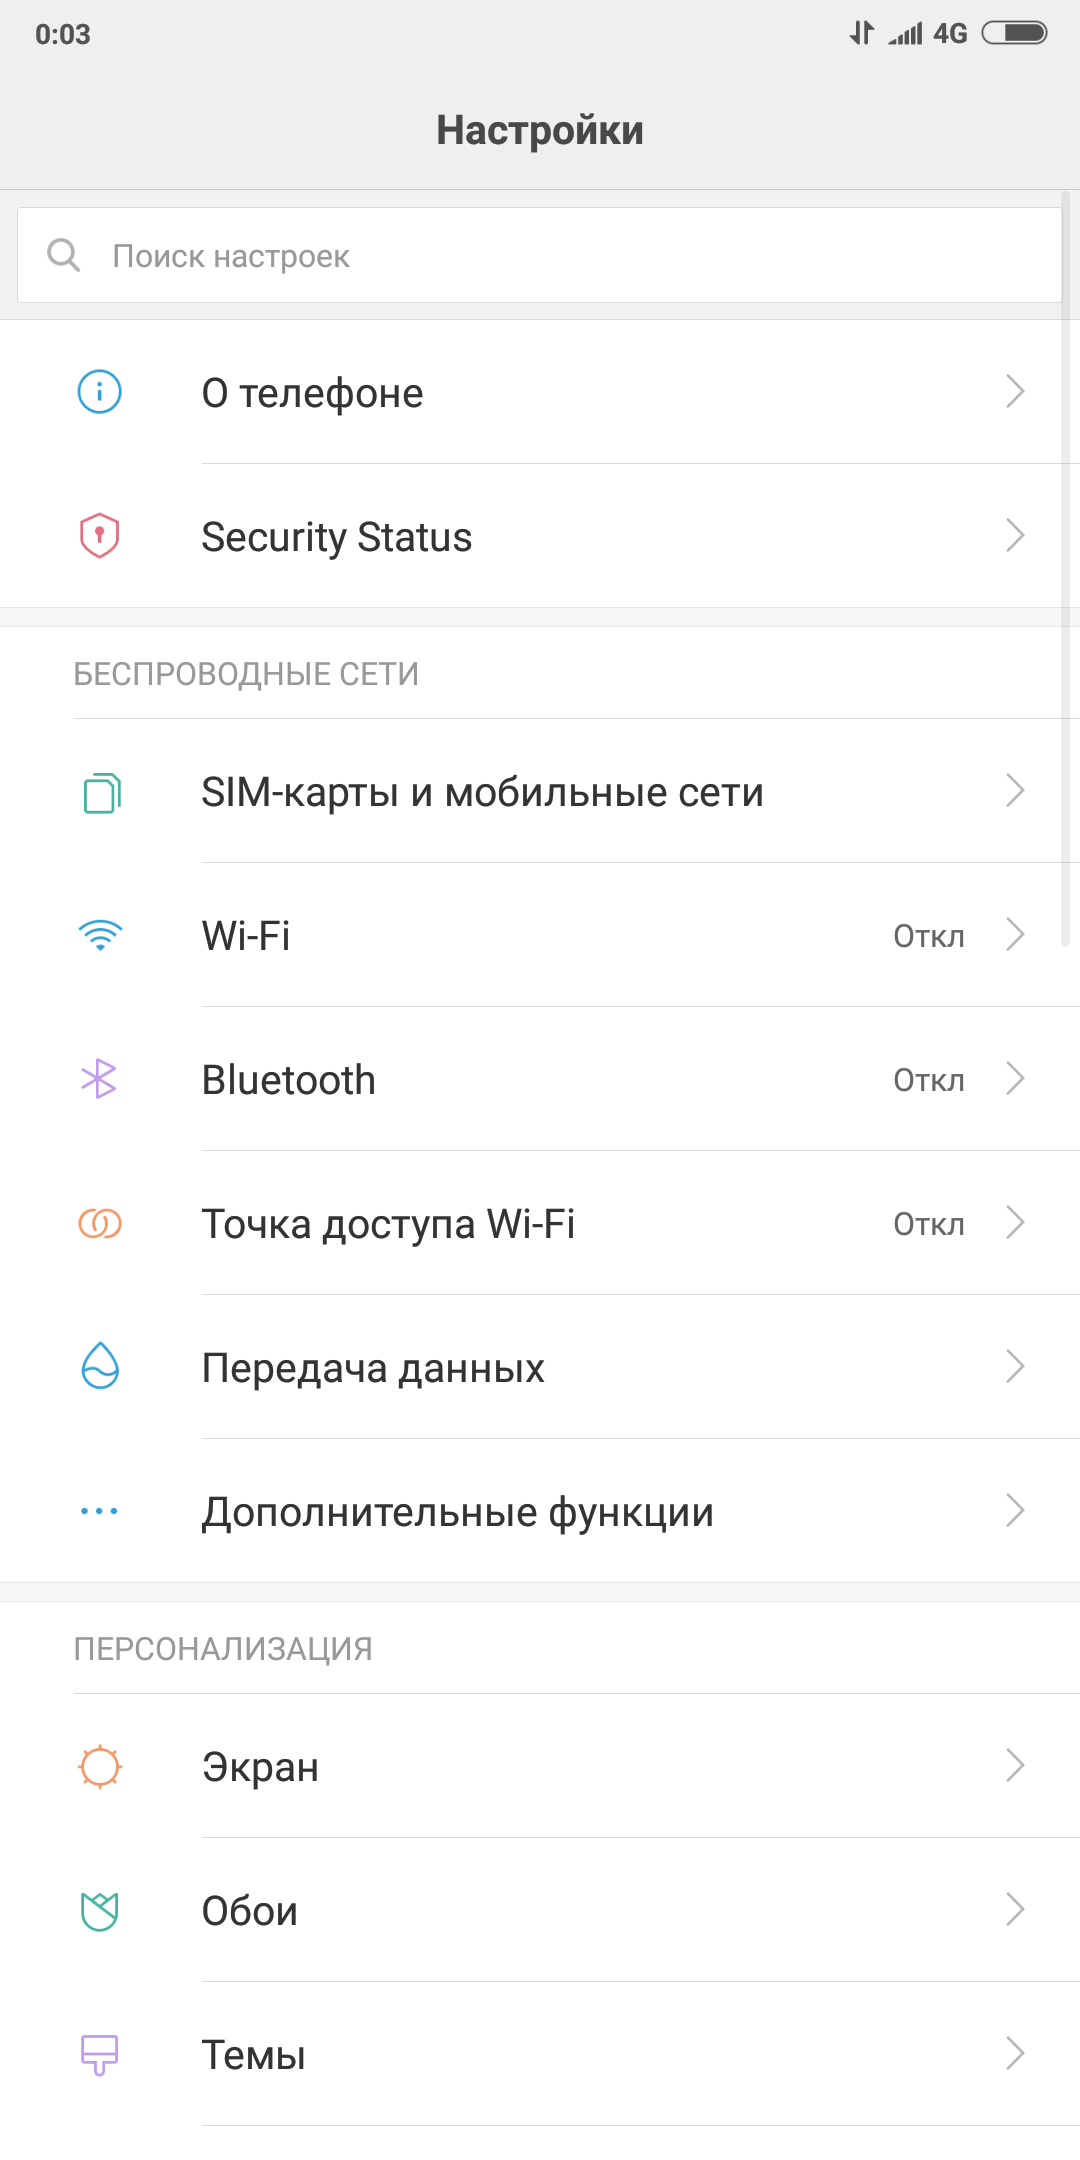 0:03 4G
Настройки
Поиск настроек
О телефоне
Security Status
БЕСПРОВОДНЫЕ СЕТИ
SIM-карты и мобильные сети
Wi-Fi Откл
Bluetooth Откл
Точка доступа Wi-Fi Откл
Передача данных
Дополнительные функции
ПЕРСОНАЛИЗАЦИЯ
Экран
Обои
Темы